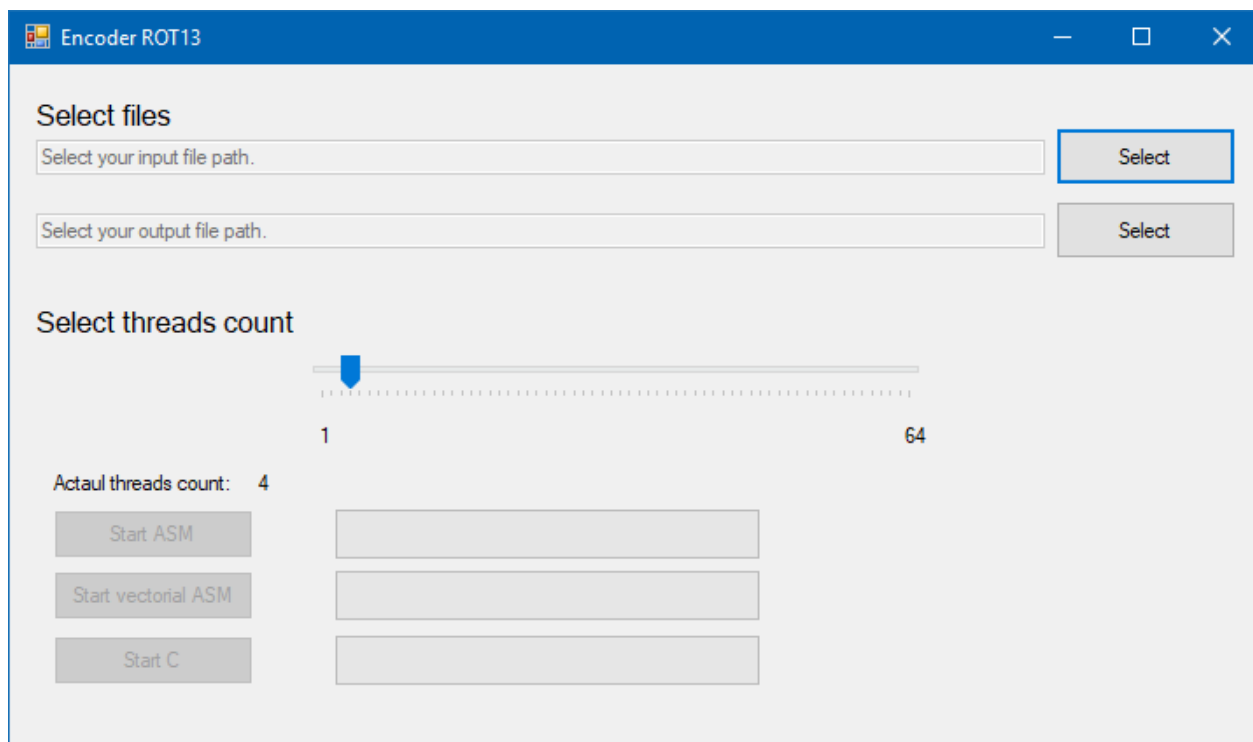 Encoder ROT13
Select files
Select your input file path.
Select
Select your output file path.
Select
Select threads count
1 64
Actaul threads count: 4
Start ASM
Start vectorial ASM
Start C